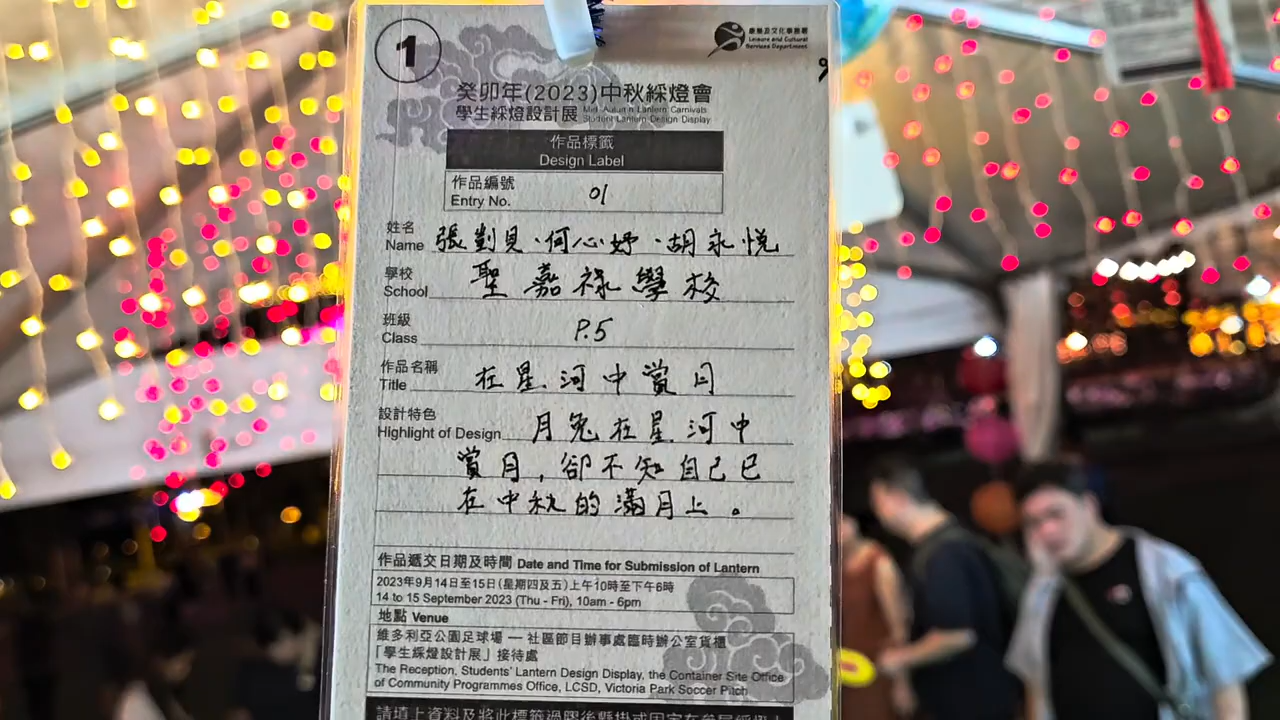 1
康樂及文化事務署
Leisure and Cultural
Services Department
癸卯年(2023)中秋綵燈會
Mid-Autumn Lantern Carnivals
學生綵燈設計展 Student Lantern Design Display
作品標籤
Design Label
作品編號
Entry No. 01
姓名
Name 張劃見、何心妤、胡永悅
學校
School 聖嘉祿學校
班級
Class P.5
作品名稱
Title 在星河中賞月
設計特色
Highlight of Design 月兔在星河中
賞月,卻不知自己已
在中秋的滿月上。
作品遞交日期及時間 Date and Time for Submission of Lantern
2023年9月14日至15日(星期四及五)上午10時至下午6時
14 to 15 September 2023 (Thu - Fri), 10am - 6pm
地點 Venue
維多利亞公園足球場 — 社區節目辦事處臨時辦公室貨櫃
「學生綵燈設計展」接待處
The Reception, Students' Lantern Design Display, the Container Site Office
of Community Programmes Office, LCSD, Victoria Park Soccer Pitch